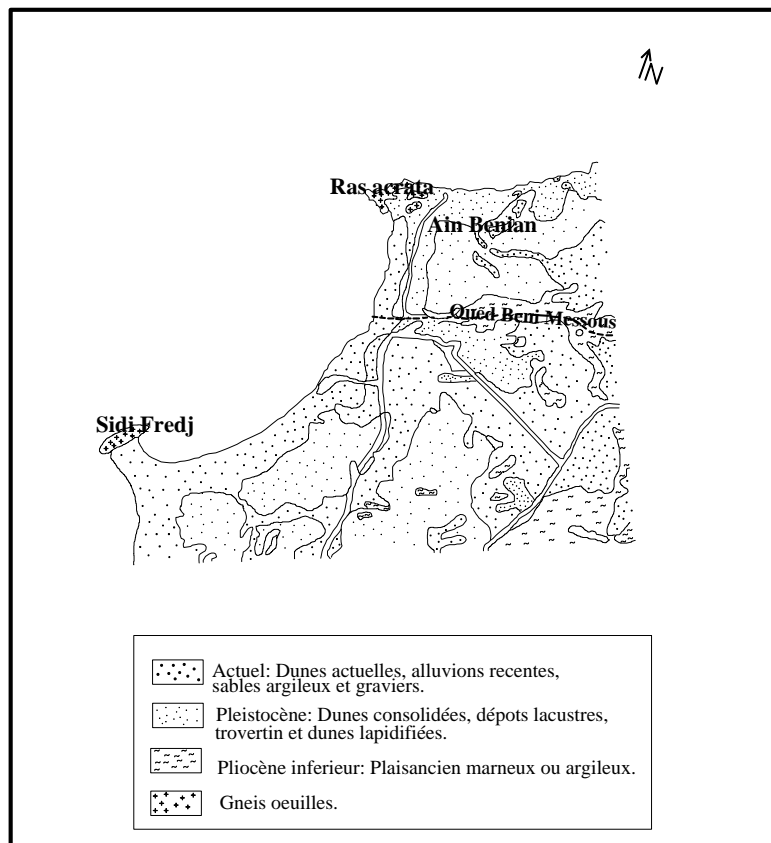 N
Ras acrata
Ain Benian
Oued Beni Messous
Sidi Fredj
Actuel: Dunes actuelles, alluvions recentes,
sables argileux et graviers.
Pleistocène: Dunes consolidées, dépots lacustres,
trovertin et dunes lapidifiées.
Pliocène inferieur: Plaisancien marneux ou argileux.
Gneis oeuilles.